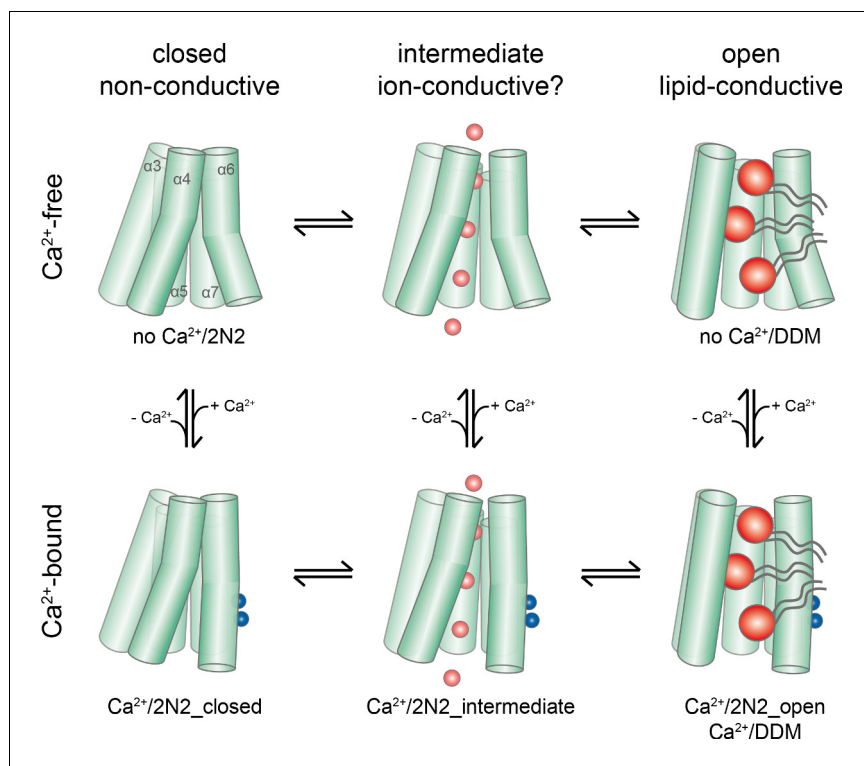 closed
non-conductive
intermediate
ion-conductive?
open
lipid-conductive
Ca²⁺-free
α3
α4
α6
α5
α7
no Ca²⁺/2N2
no Ca²⁺/DDM
- Ca²⁺
+ Ca²⁺
- Ca²⁺
+ Ca²⁺
- Ca²⁺
+ Ca²⁺
Ca²⁺-bound
Ca²⁺/2N2_closed
Ca²⁺/2N2_intermediate
Ca²⁺/2N2_open
Ca²⁺/DDM